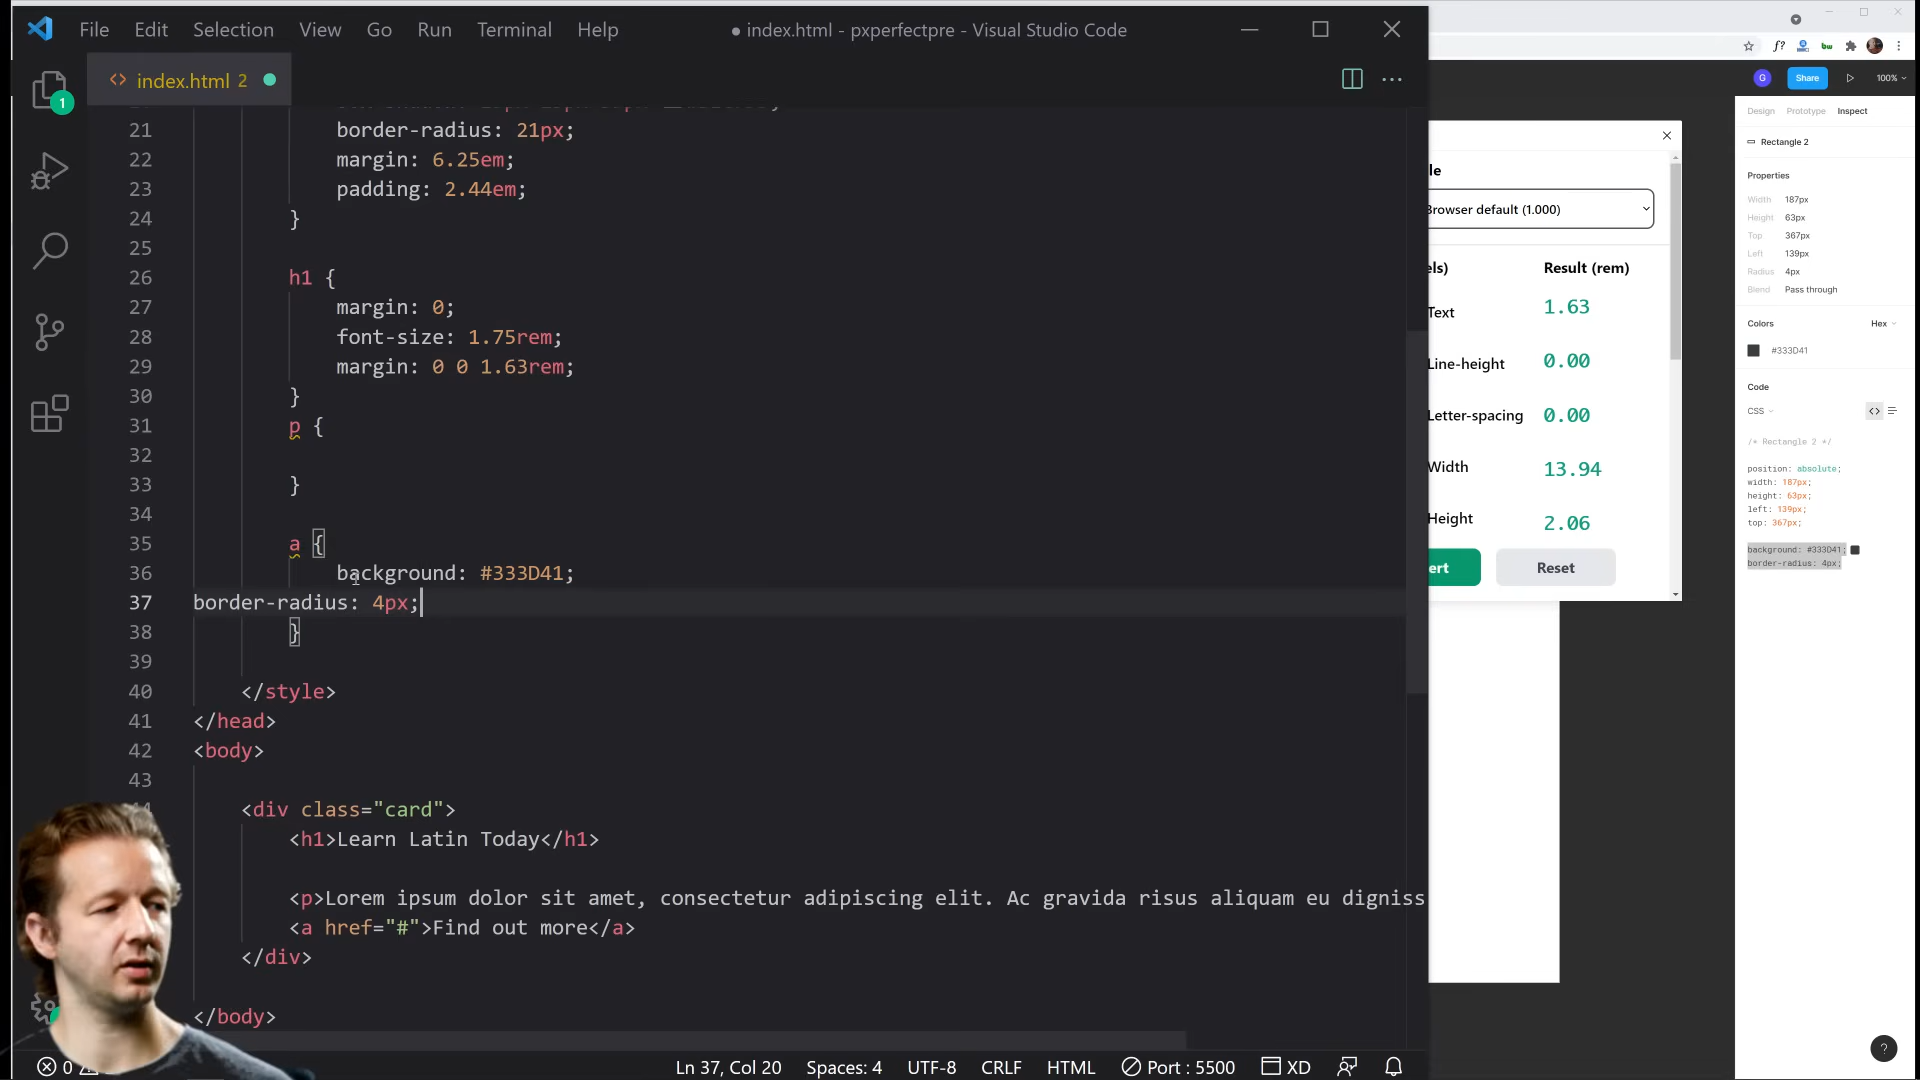 File Edit Selection View Go Run Terminal Help
● index.html - pxperfectpre - Visual Studio Code
1
<> index.html 2
21 border-radius: 21px;
22 margin: 6.25em;
23 padding: 2.44em;
24 }
25
26 h1 {
27 margin: 0;
28 font-size: 1.75rem;
29 margin: 0 0 1.63rem;
30 }
31 p {
32
33 }
34
35 a {
36 background: #333D41;
37 border-radius: 4px;
38 }
39
40 </style>
41 </head>
42 <body>
43
<div class="card">
<h1>Learn Latin Today</h1>
<p>Lorem ipsum dolor sit amet, consectetur adipiscing elit. Ac gravida risus aliquam eu digniss
<a href="#">Find out more</a>
</div>
</body>
0
Ln 37, Col 20 Spaces: 4 UTF-8 CRLF HTML Port : 5500 XD
f? bw
G Share 100%
le
Browser default (1.000)
els) Result (rem)
Text 1.63
Line-height 0.00
Letter-spacing 0.00
Width 13.94
Height 2.06
ert Reset
Design Prototype Inspect
Rectangle 2
Properties
Width 187px
Height 63px
Top 367px
Left 139px
Radius 4px
Blend Pass through
Colors Hex
#333D41
Code
CSS <>
/* Rectangle 2 */
position: absolute;
width: 187px;
height: 63px;
left: 139px;
top: 367px;
background: #333D41;
border-radius: 4px;
?